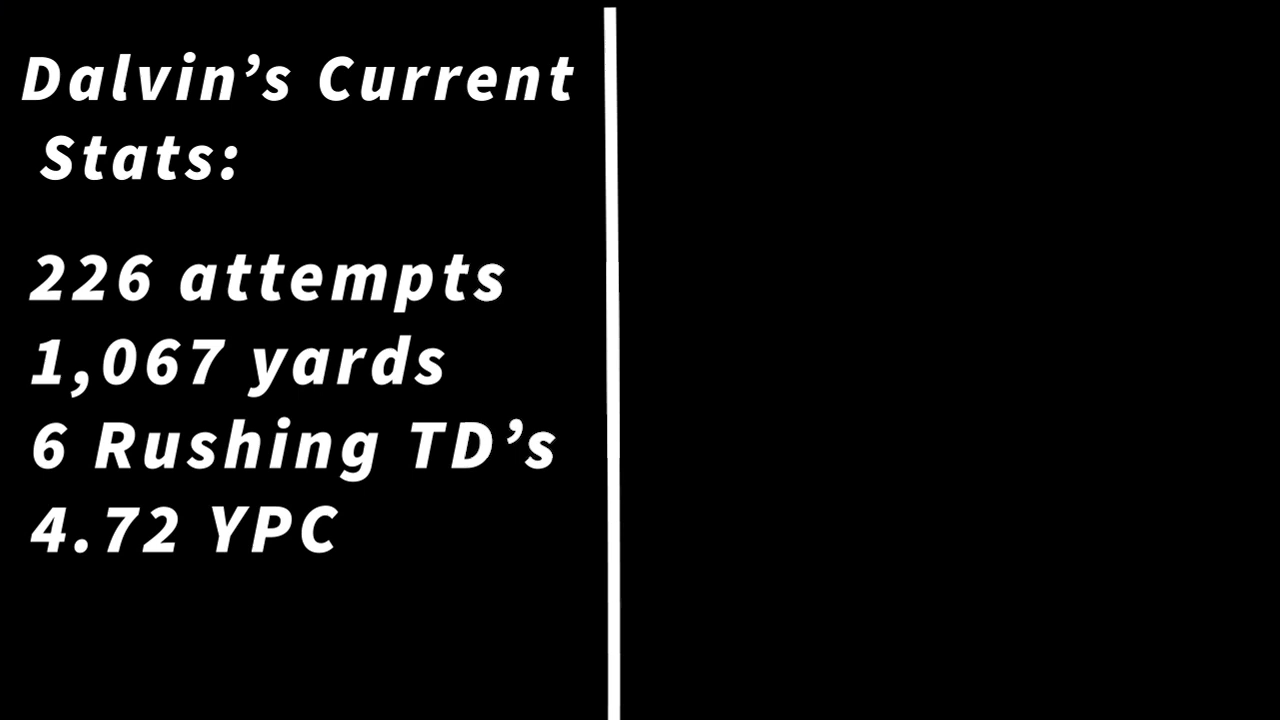 Dalvin’s Current
Stats:
226 attempts
1,067 yards
6 Rushing TD’s
4.72 YPC